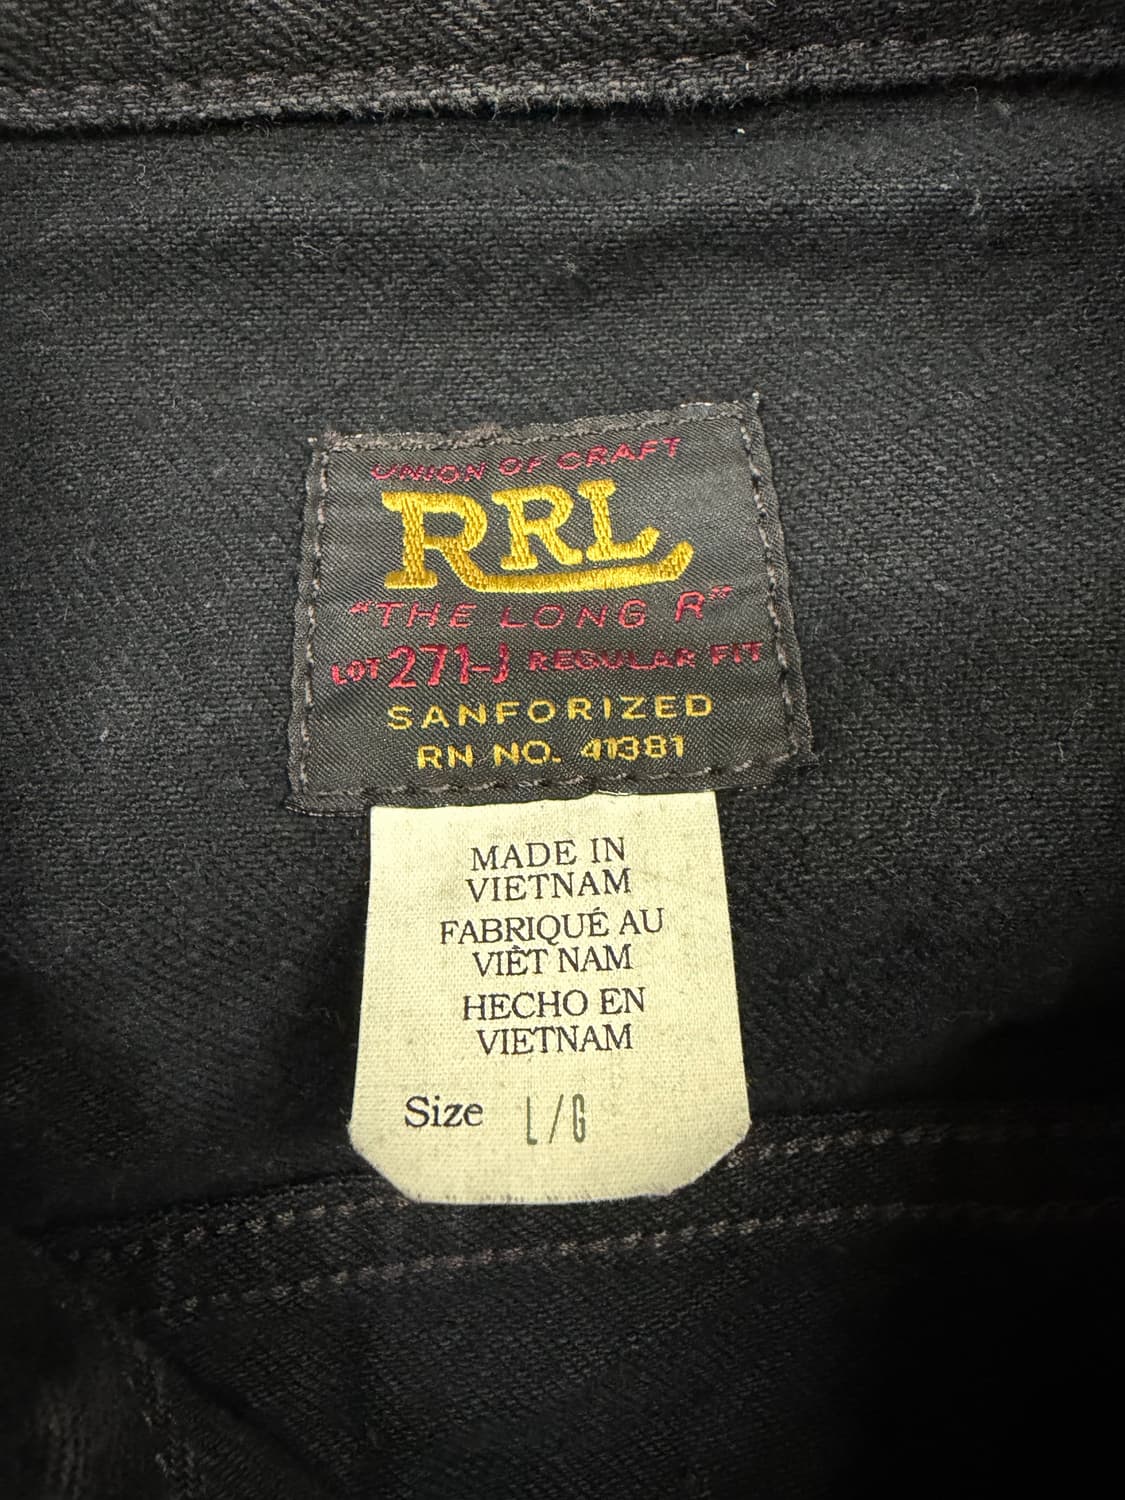 UNION OF CRAFT
RRL
"THE LONG R"
LOT 271-J REGULAR FIT
SANFORIZED
RN NO. 41381
MADE IN
VIETNAM
FABRIQUÉ AU
VIÊT NAM
HECHO EN
VIETNAM
Size L/G